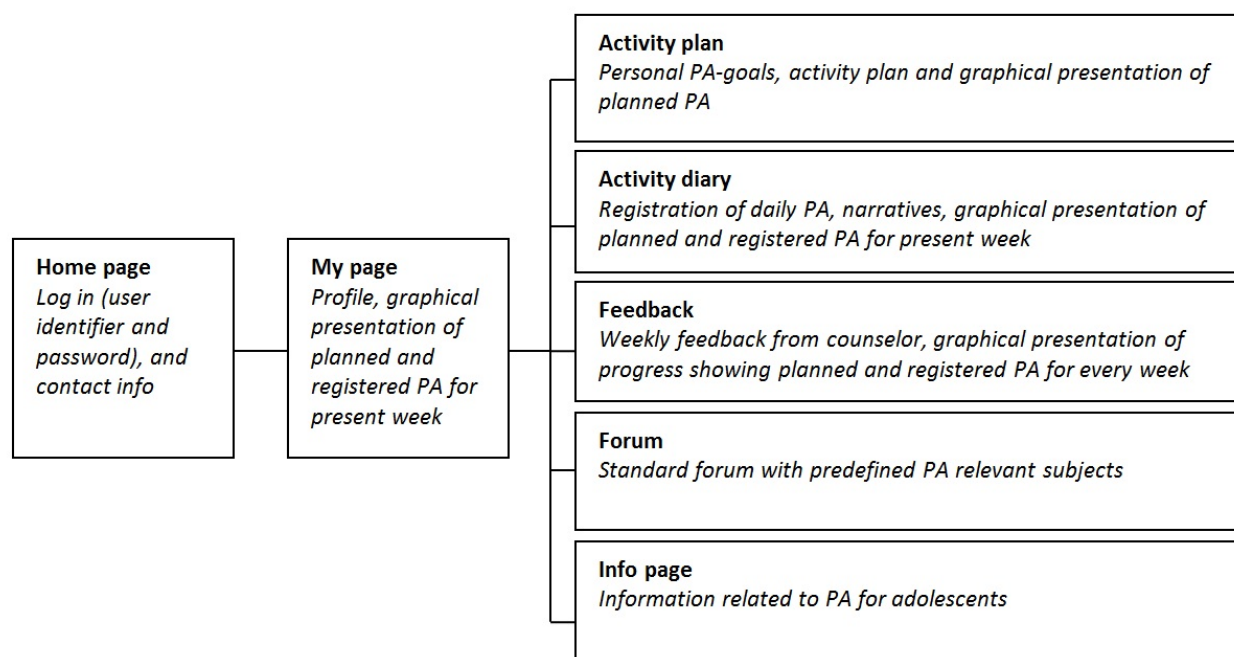 Home page
Log in (user
identifier and
password), and
contact info
My page
Profile, graphical
presentation of
planned and
registered PA for
present week
Activity plan
Personal PA-goals, activity plan and graphical presentation of
planned PA
Activity diary
Registration of daily PA, narratives, graphical presentation of
planned and registered PA for present week
Feedback
Weekly feedback from counselor, graphical presentation of
progress showing planned and registered PA for every week
Forum
Standard forum with predefined PA relevant subjects
Info page
Information related to PA for adolescents